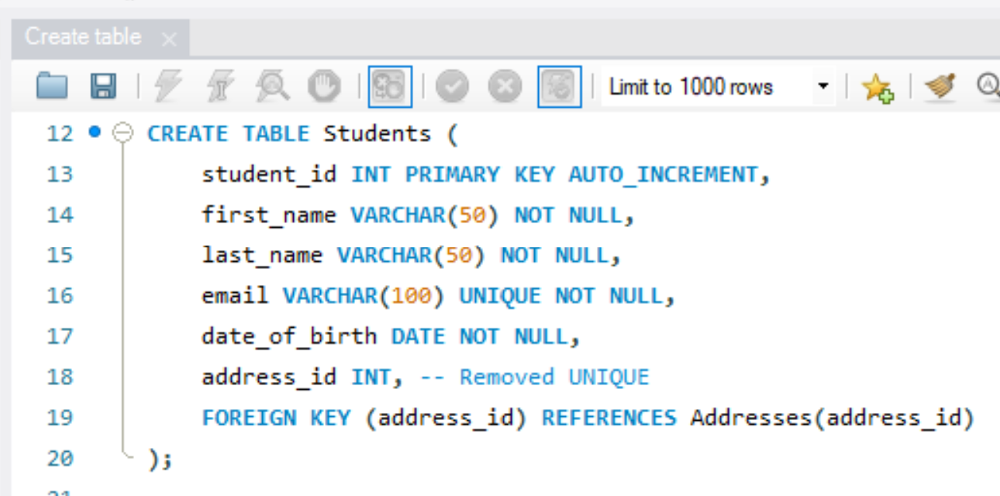 Create table ×
Limit to 1000 rows
12 CREATE TABLE Students (
13 student_id INT PRIMARY KEY AUTO_INCREMENT,
14 first_name VARCHAR(50) NOT NULL,
15 last_name VARCHAR(50) NOT NULL,
16 email VARCHAR(100) UNIQUE NOT NULL,
17 date_of_birth DATE NOT NULL,
18 address_id INT, -- Removed UNIQUE
19 FOREIGN KEY (address_id) REFERENCES Addresses(address_id)
20 );
21